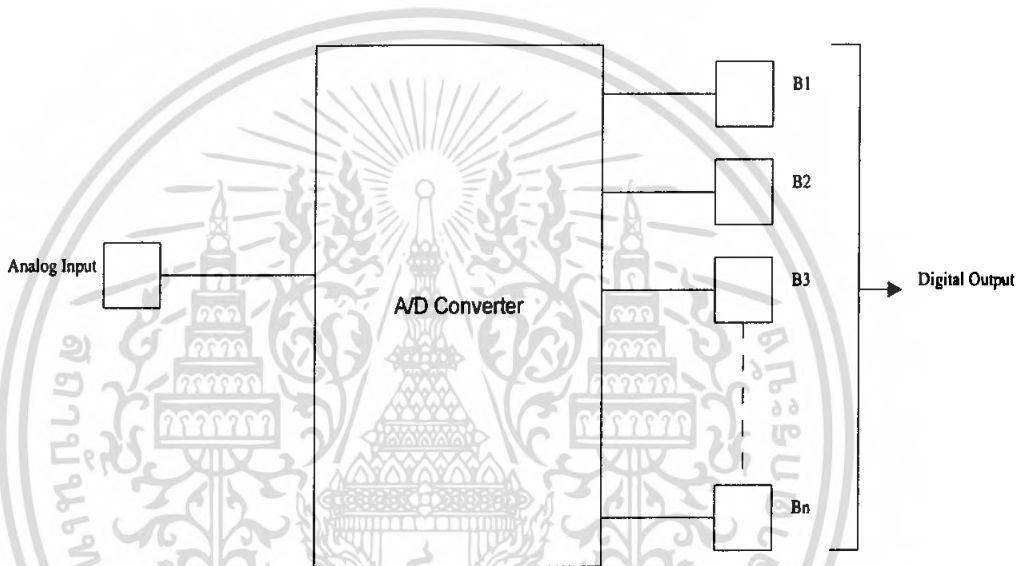 B1
B2
Analog Input
B3
Digital Output
A/D Converter
Bn